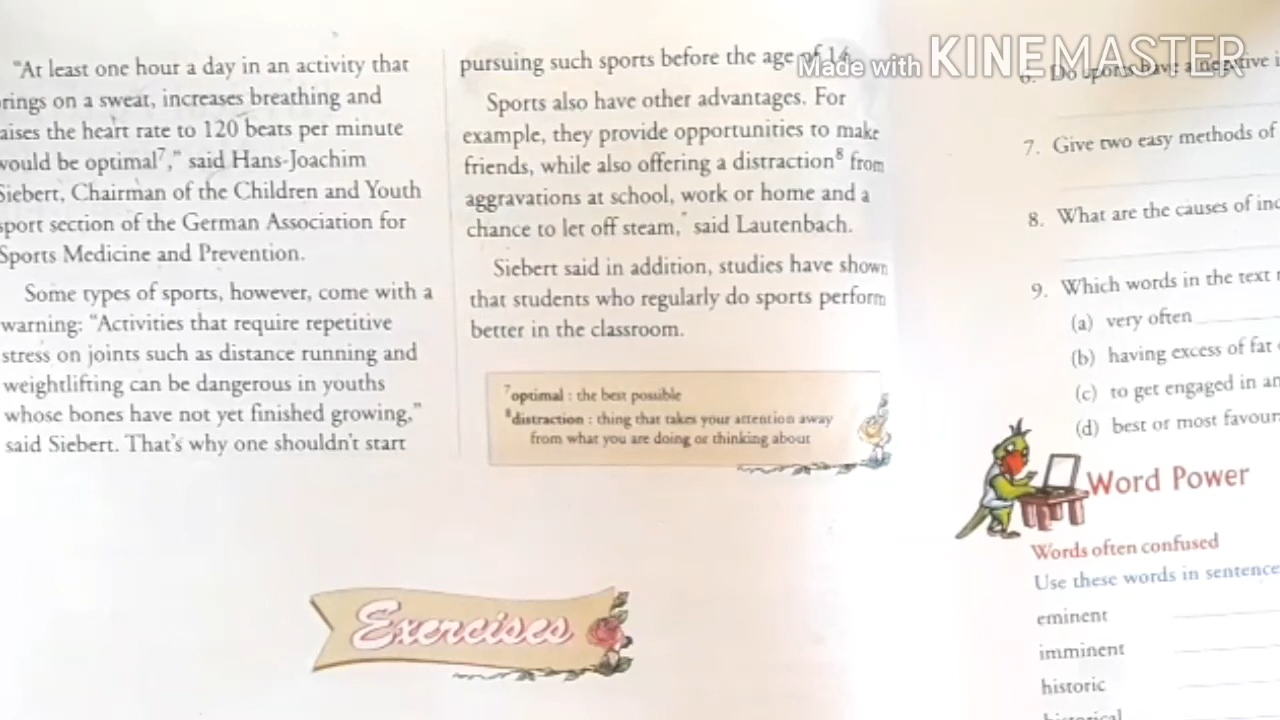 "At least one hour a day in an activity that
rings on a sweat, increases breathing and
aises the heart rate to 120 beats per minute
would be optimal⁷," said Hans-Joachim
Siebert, Chairman of the Children and Youth
sport section of the German Association for
Sports Medicine and Prevention.
Some types of sports, however, come with a
warning: "Activities that require repetitive
stress on joints such as distance running and
weightlifting can be dangerous in youths
whose bones have not yet finished growing,"
said Siebert. That's why one shouldn't start
pursuing such sports before the age of 14.
Sports also have other advantages. For
example, they provide opportunities to make
friends, while also offering a distraction⁸ from
aggravations at school, work or home and a
chance to let off steam," said Lautenbach.
Siebert said in addition, studies have shown
that students who regularly do sports perform
better in the classroom.
⁷optimal : the best possible
⁸distraction : thing that takes your attention away
from what you are doing or thinking about
Exercises
Made with KINEMASTER
6. Do sports have a negative i
7. Give two easy methods of
8. What are the causes of inc
9. Which words in the text
(a) very often
(b) having excess of fat
(c) to get engaged in an
(d) best or most favour
Word Power
Words often confused
Use these words in sentence
eminent
imminent
historic
historical